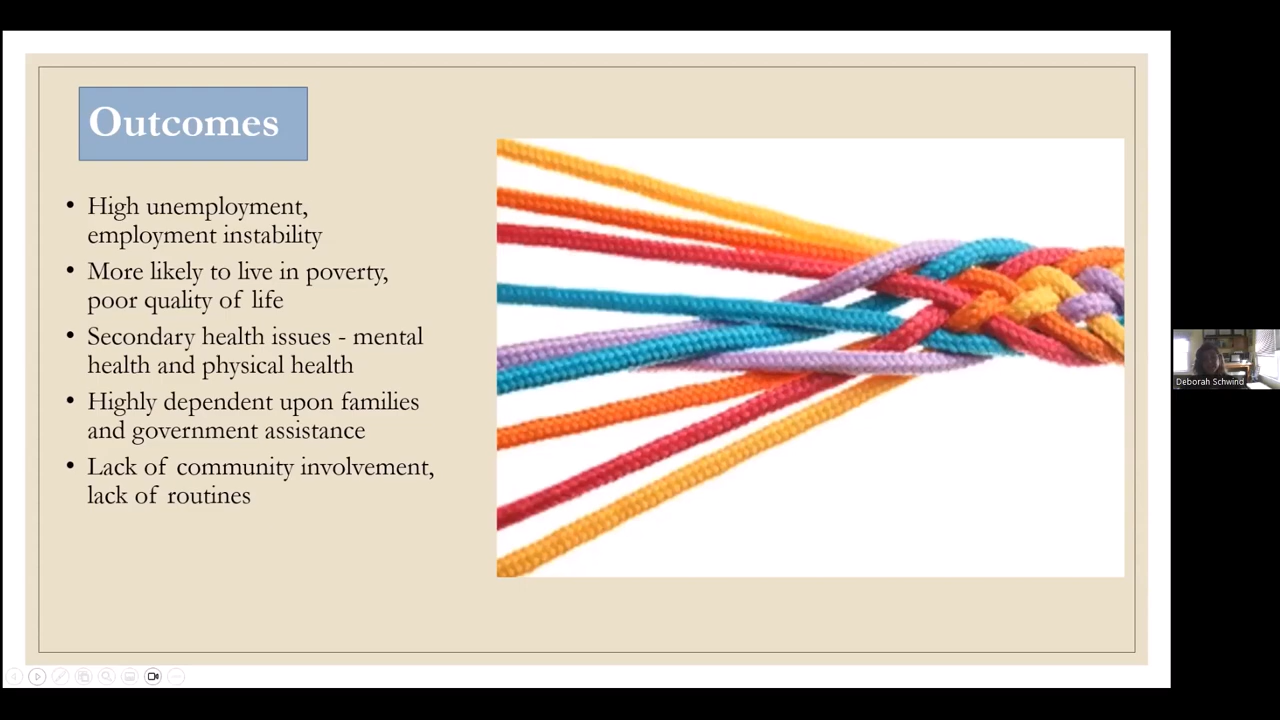 Outcomes
• High unemployment,
employment instability
• More likely to live in poverty,
poor quality of life
• Secondary health issues - mental
health and physical health
• Highly dependent upon families
and government assistance
• Lack of community involvement,
lack of routines
Deborah Schwind